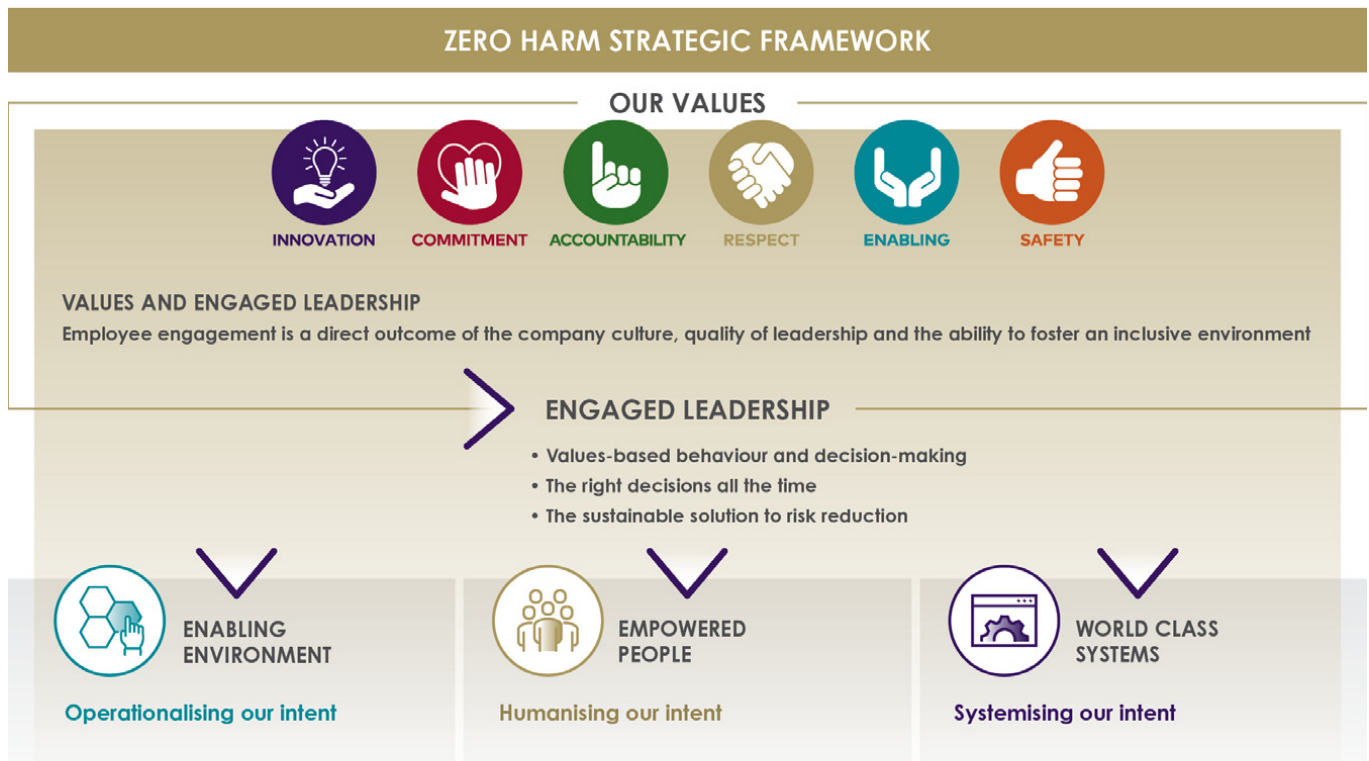 ZERO HARM STRATEGIC FRAMEWORK
OUR VALUES
INNOVATION
COMMITMENT
ACCOUNTABILITY
RESPECT
ENABLING
SAFETY
VALUES AND ENGAGED LEADERSHIP
Employee engagement is a direct outcome of the company culture, quality of leadership and the ability to foster an inclusive environment
ENGAGED LEADERSHIP
• Values-based behaviour and decision-making
• The right decisions all the time
• The sustainable solution to risk reduction
ENABLING
ENVIRONMENT
Operationalising our intent
EMPOWERED
PEOPLE
Humanising our intent
WORLD CLASS
SYSTEMS
Systemising our intent